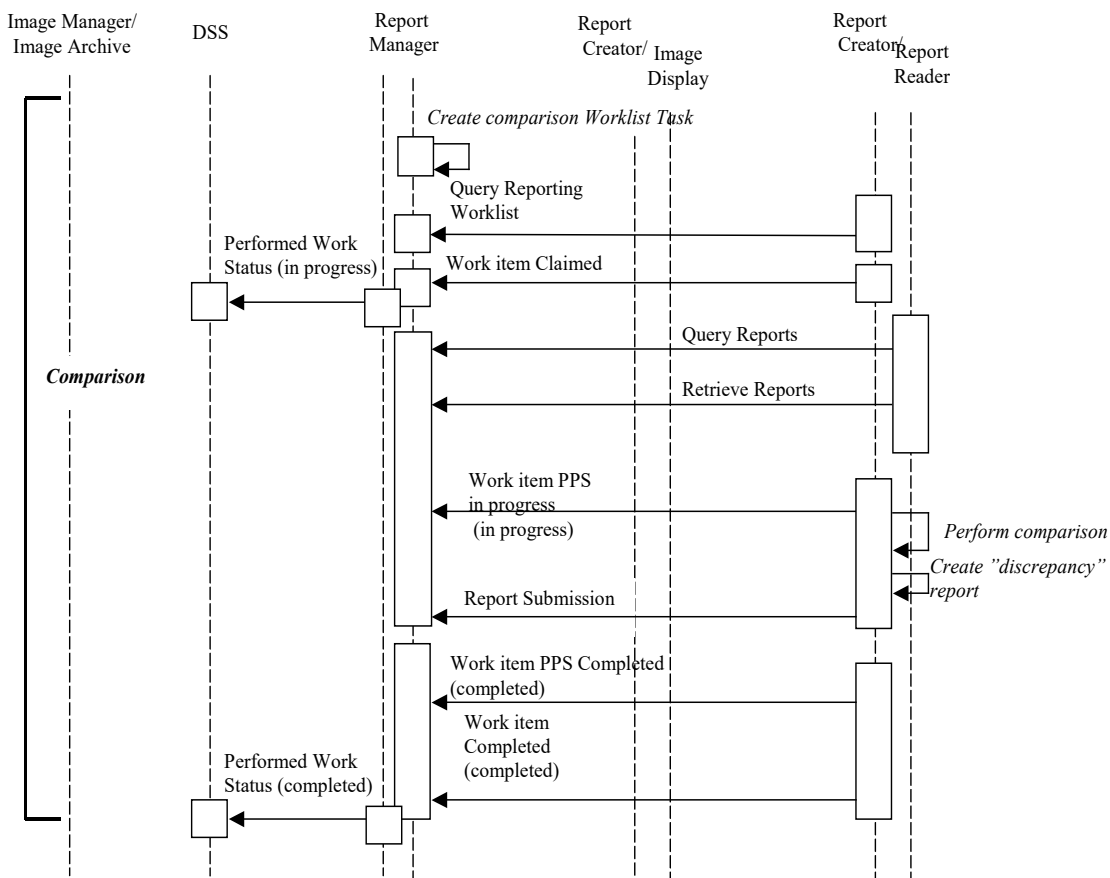 Image Manager/
Image Archive
DSS
Report
Manager
Report
Creator/
Image
Display
Report
Creator/
Report
Reader
Create comparison Worklist Task
Query Reporting
Worklist
Performed Work
Status (in progress)
Work item Claimed
Query Reports
Comparison
Retrieve Reports
Work item PPS
in progress
(in progress)
Perform comparison
Create ”discrepancy”
report
Report Submission
Work item PPS Completed
(completed)
Work item
Completed
(completed)
Performed Work
Status (completed)